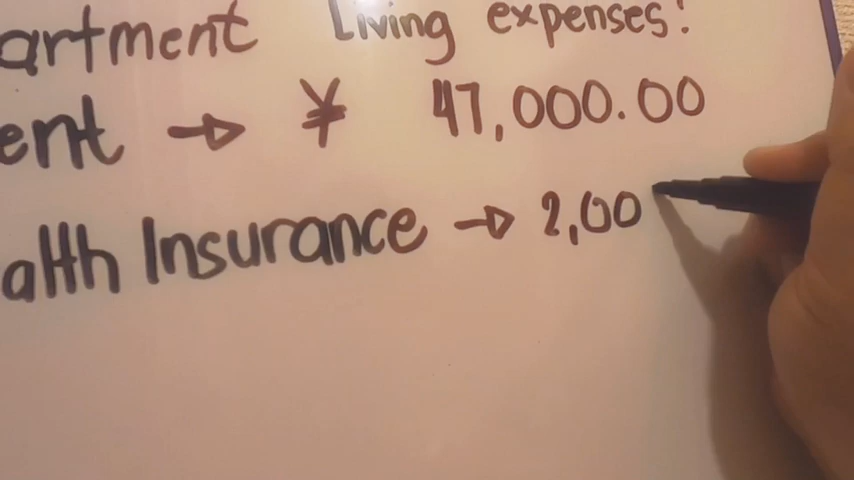 artment Living expenses!
ent → ¥ 47,000.00
alth Insurance → 2,00